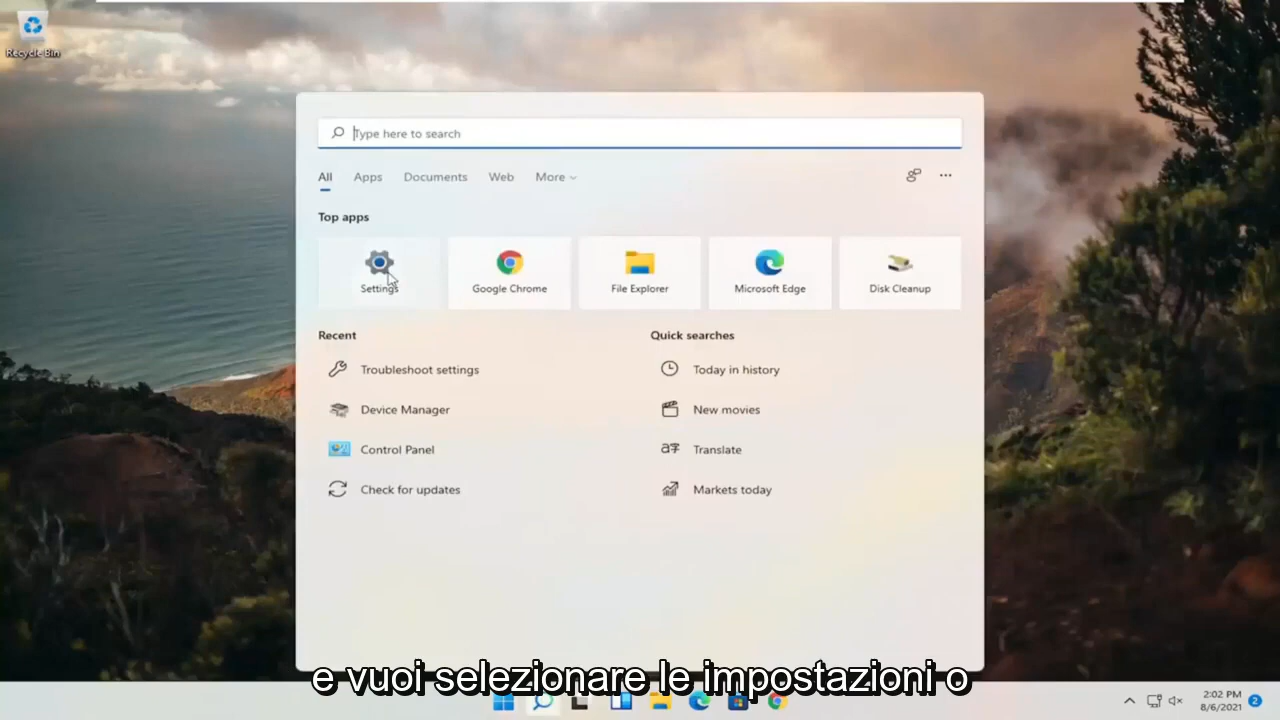 Recycle Bin
Type here to search
All Apps Documents Web More
Top apps
Settings Google Chrome File Explorer Microsoft Edge Disk Cleanup
Recent Quick searches
Troubleshoot settings Today in history
Device Manager New movies
Control Panel Translate
Check for updates Markets today
e vuoi selezionare le impostazioni o
2:02 PM
8/6/2021 2